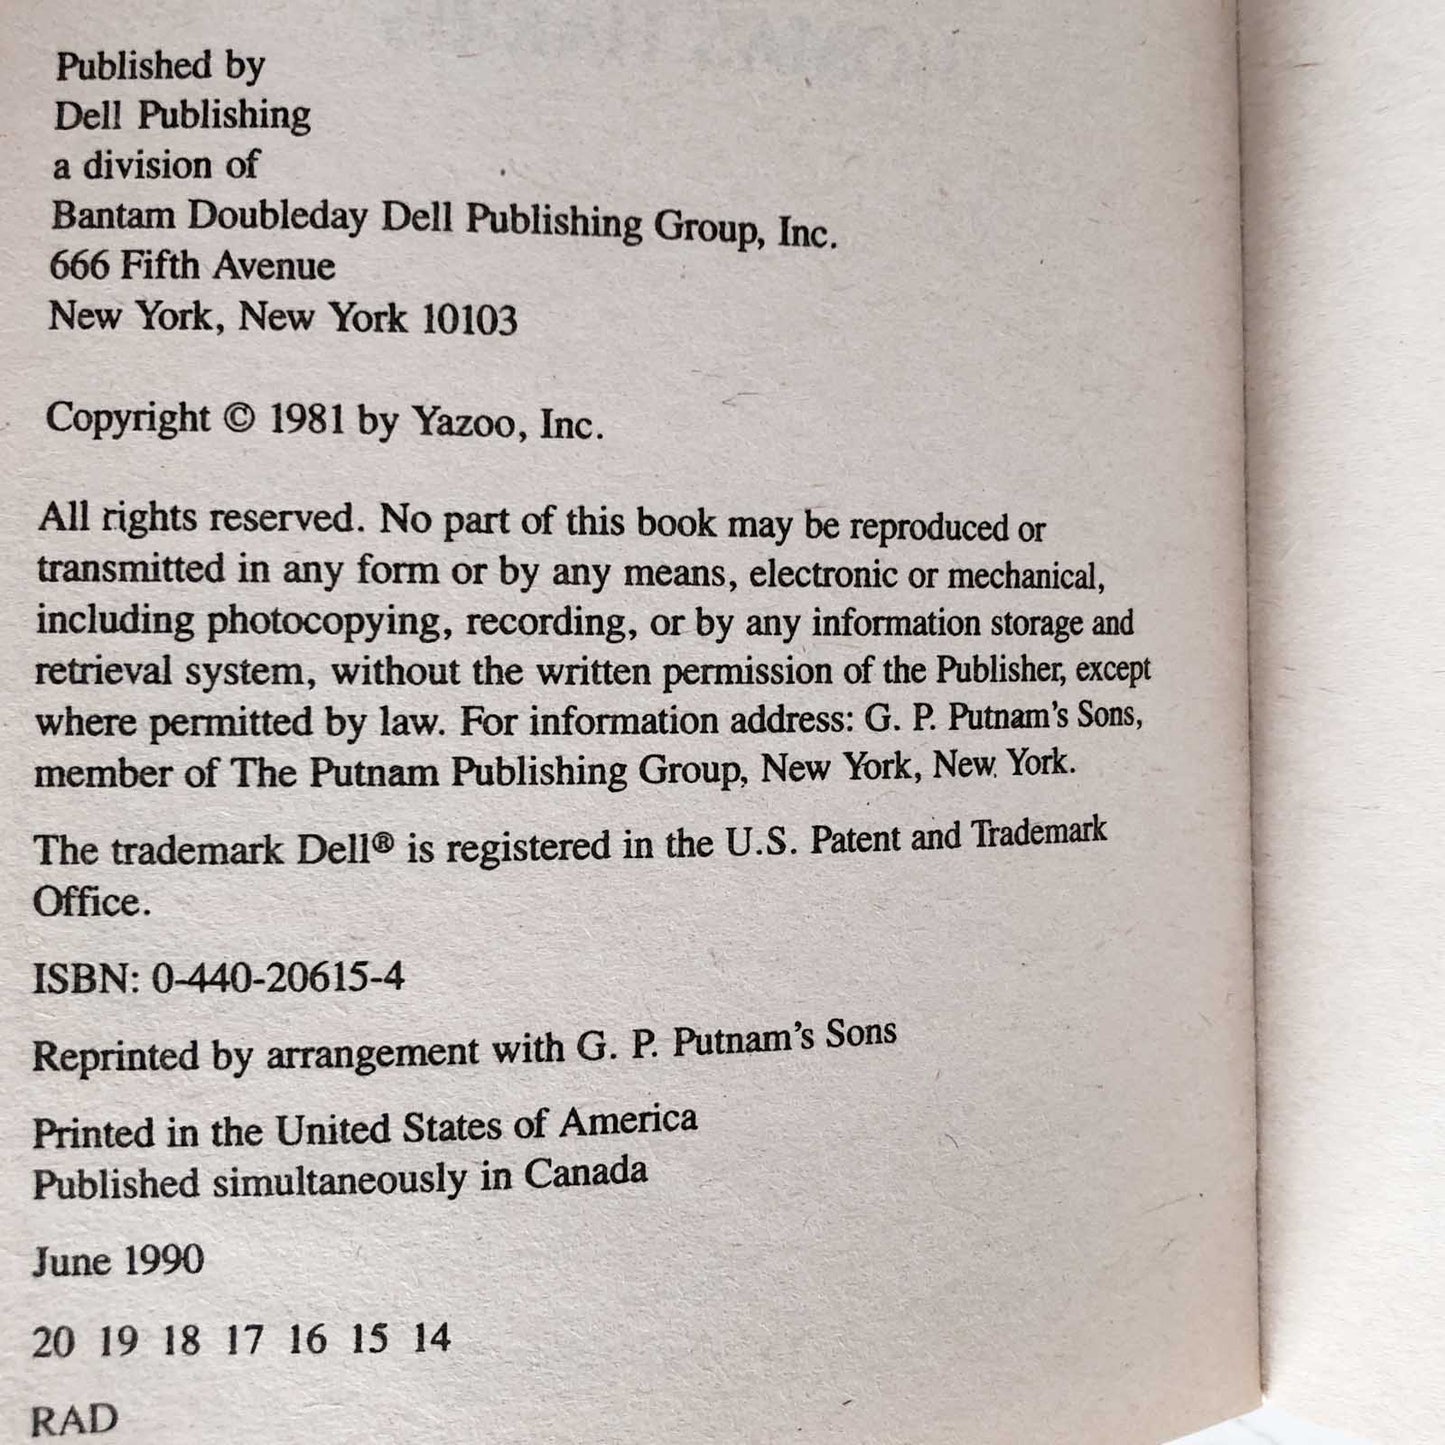 Published by
Dell Publishing
a division of
Bantam Doubleday Dell Publishing Group, Inc.
666 Fifth Avenue
New York, New York 10103
Copyright © 1981 by Yazoo, Inc.
All rights reserved. No part of this book may be reproduced or
transmitted in any form or by any means, electronic or mechanical,
including photocopying, recording, or by any information storage and
retrieval system, without the written permission of the Publisher, except
where permitted by law. For information address: G. P. Putnam's Sons,
member of The Putnam Publishing Group, New York, New York.
The trademark Dell® is registered in the U.S. Patent and Trademark
Office.
ISBN: 0-440-20615-4
Reprinted by arrangement with G. P. Putnam's Sons
Printed in the United States of America
Published simultaneously in Canada
June 1990
20 19 18 17 16 15 14
RAD